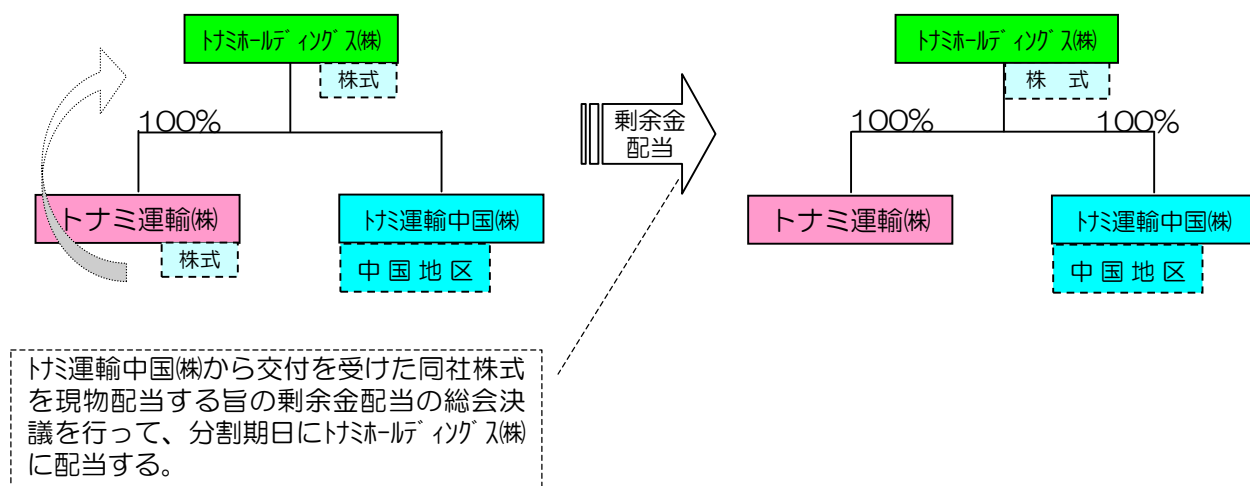 ﾄﾅﾐﾎｰﾙﾃﾞｨﾝｸﾞｽ㈱
株式
100%
トナミ運輸㈱
株式
ﾄﾅﾐ運輸中国㈱
中国地区
剰余金
配当
ﾄﾅﾐﾎｰﾙﾃﾞｨﾝｸﾞｽ㈱
株　式
100%
100%
トナミ運輸㈱
ﾄﾅﾐ運輸中国㈱
中国地区
ﾄﾅﾐ運輸中国㈱から交付を受けた同社株式
を現物配当する旨の剰余金配当の総会決
議を行って、分割期日にﾄﾅﾐﾎｰﾙﾃﾞｨﾝｸﾞｽ㈱
に配当する。